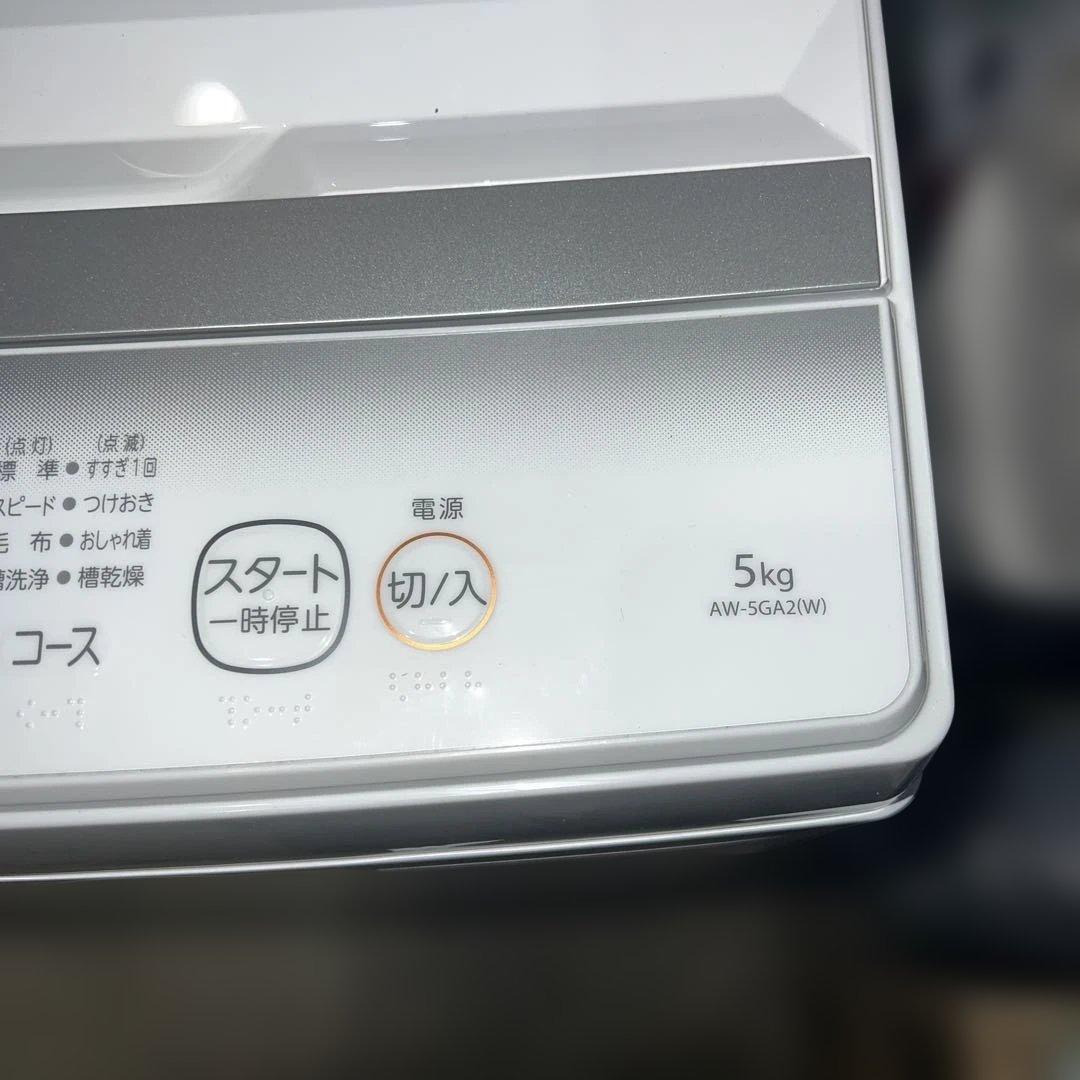 (点灯) (点滅)
標 準 ● すすぎ1回
スピード ● つけおき
毛 布 ● おしゃれ着
槽洗浄 ● 槽乾燥
コース
スタート
一時停止
電源
切/入
5kg
AW-5GA2(W)